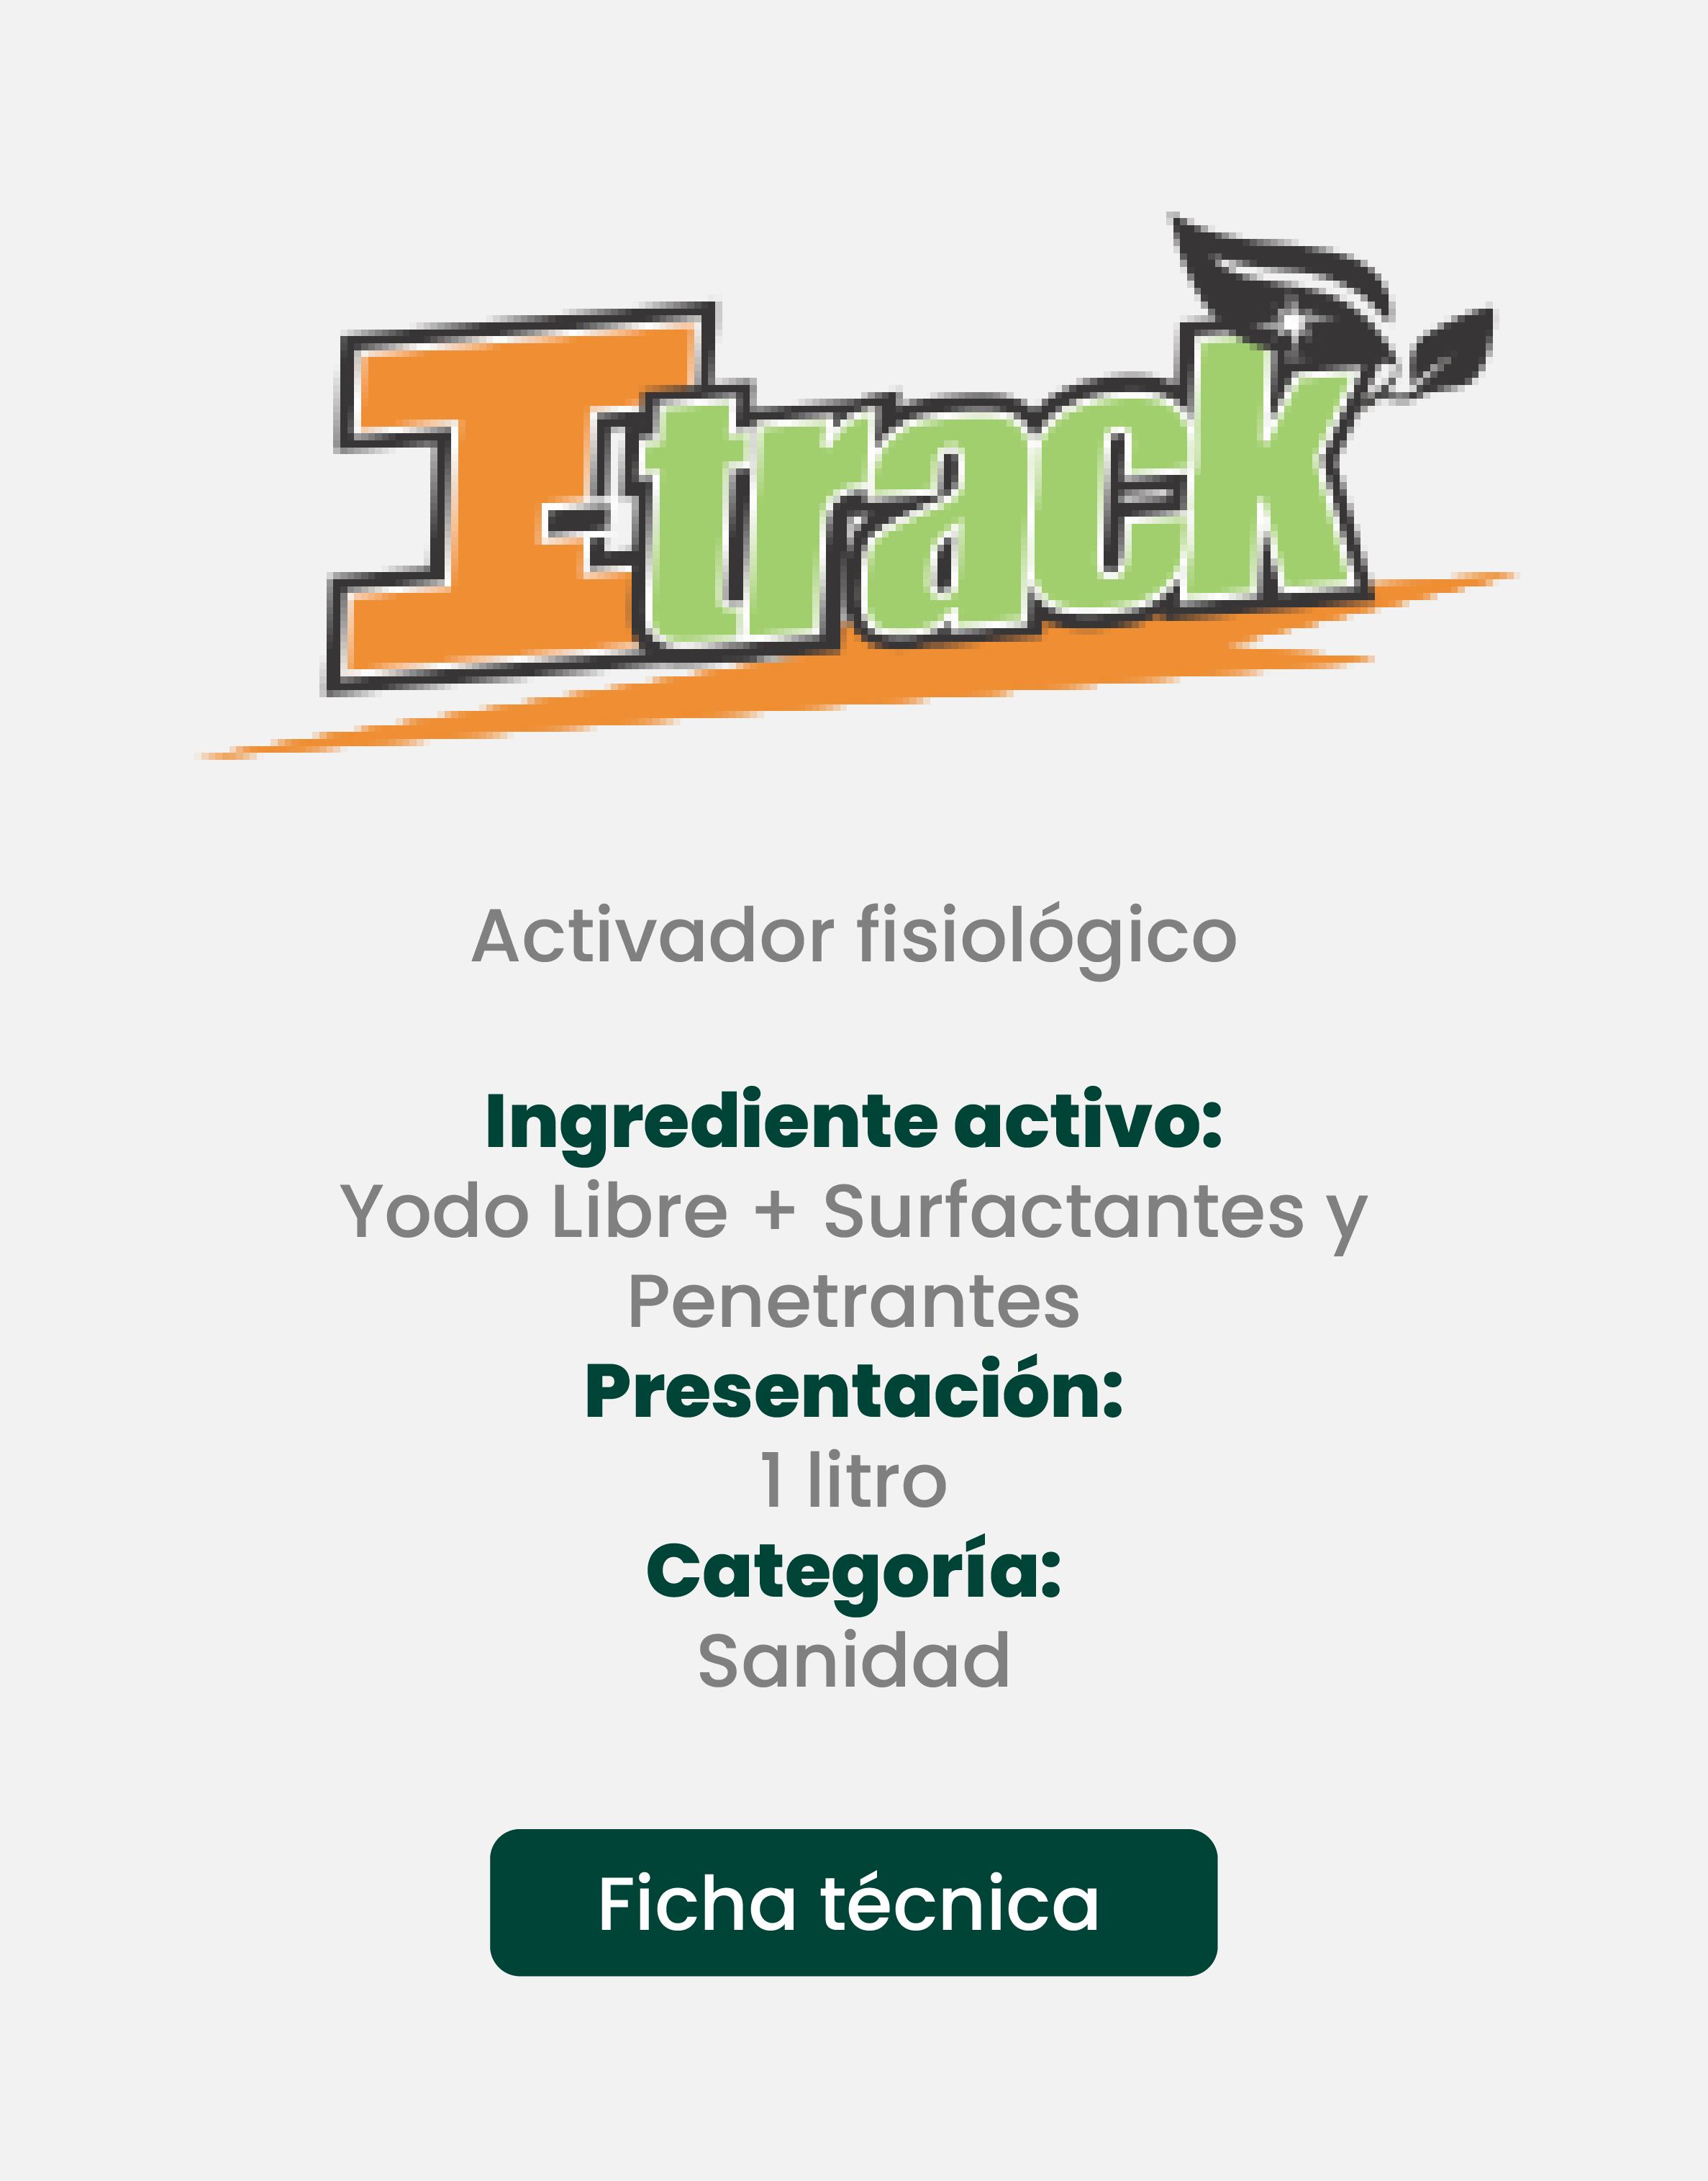 I-track
Activador fisiológico
Ingrediente activo:
Yodo Libre + Surfactantes y
Penetrantes
Presentación:
1 litro
Categoría:
Sanidad
Ficha técnica